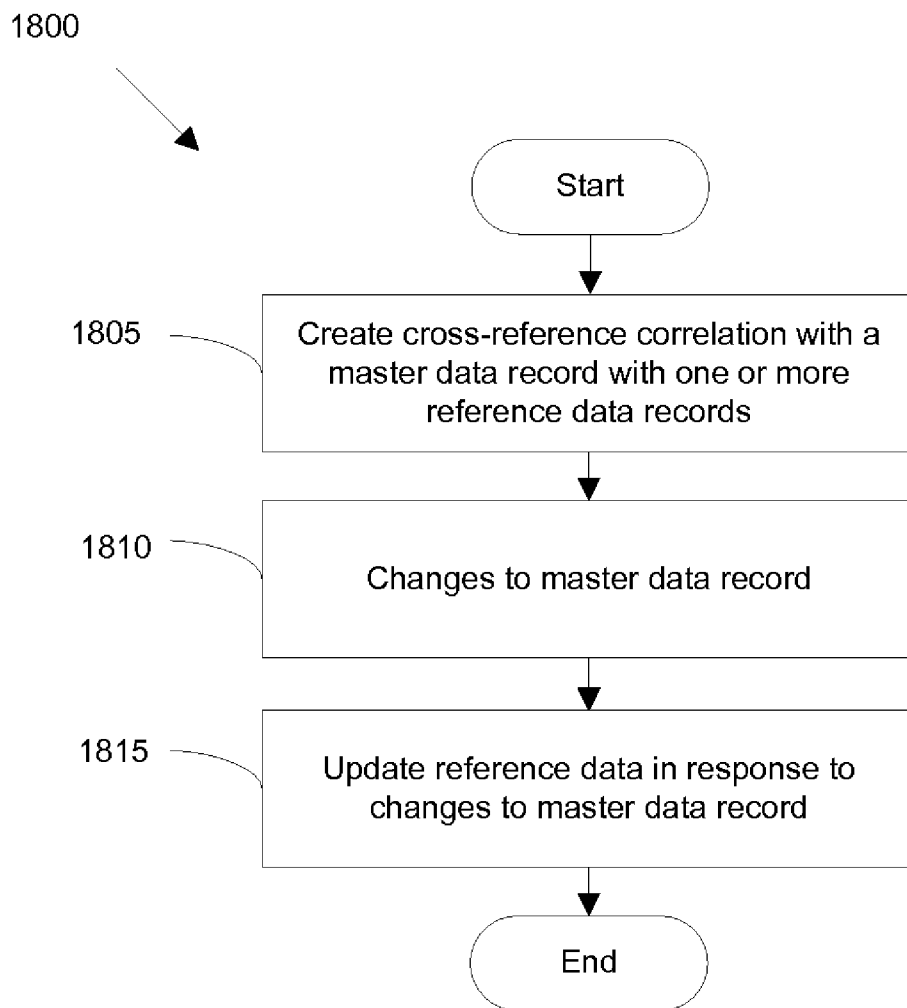 1800
Start
1805
Create cross-reference correlation with a
master data record with one or more
reference data records
1810
Changes to master data record
1815
Update reference data in response to
changes to master data record
End